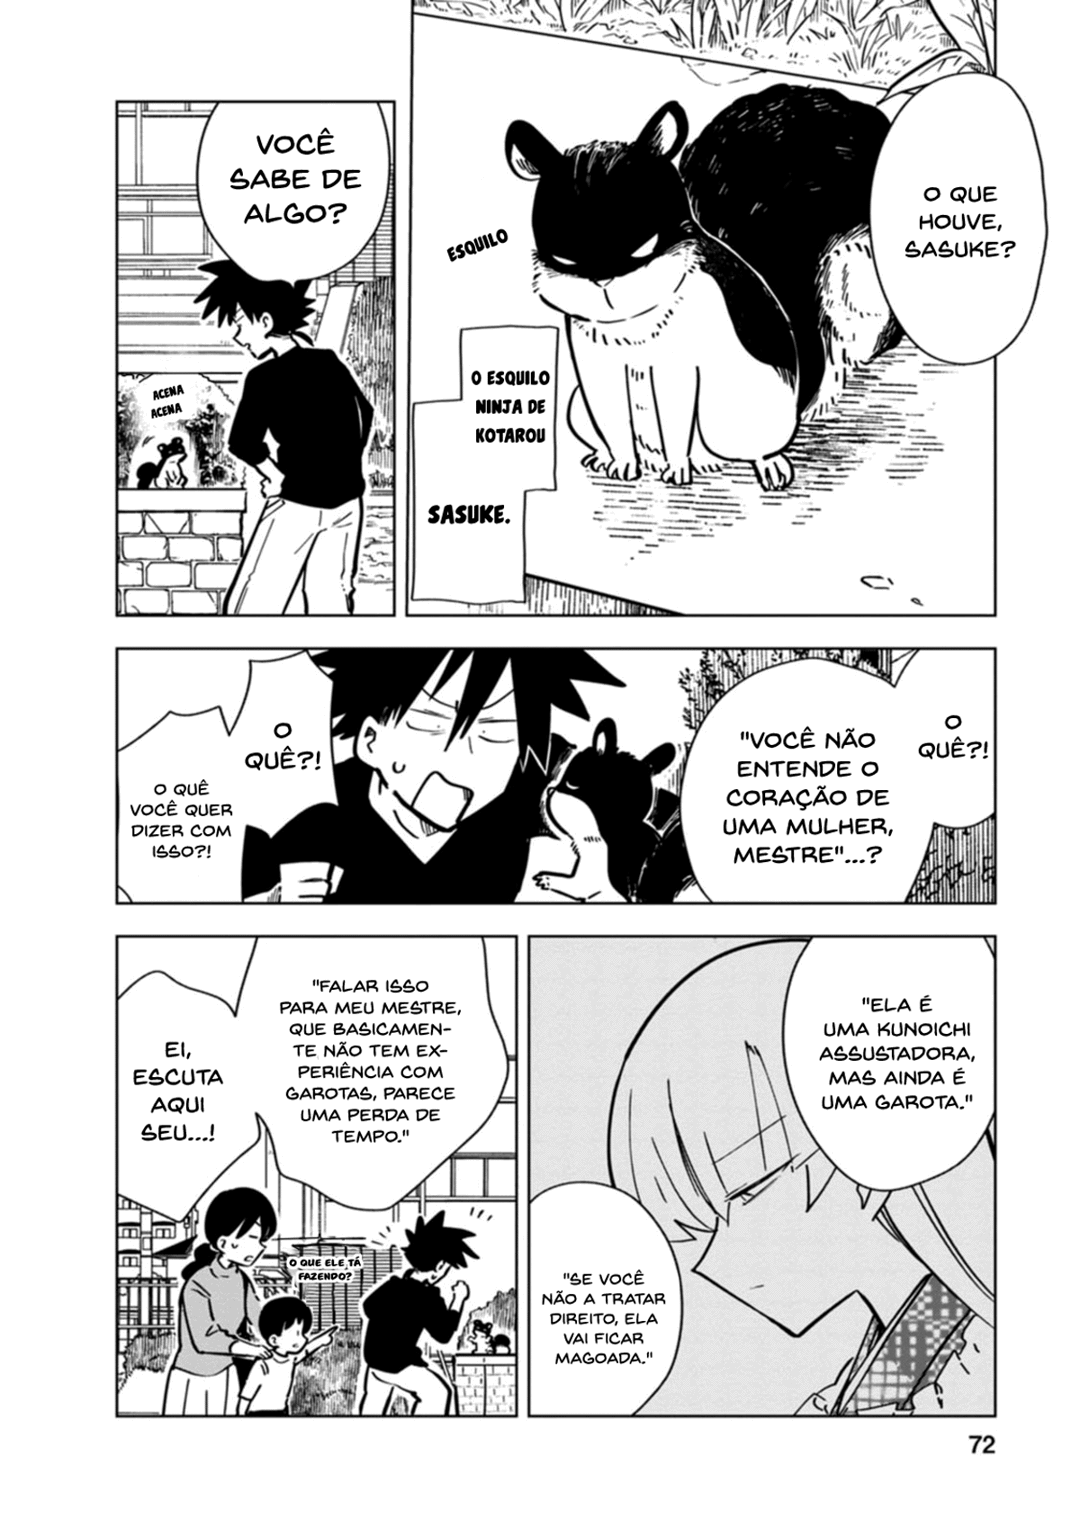 O QUE
HOUVE,
SASUKE?
ESQUILO
O ESQUILO
NINJA DE
KOTAROU
SASUKE.
VOCÊ
SABE DE
ALGO?
ACENA
ACENA
O
QUÊ?!
"VOCÊ NÃO
ENTENDE O
CORAÇÃO DE
UMA MULHER,
MESTRE"...?
O
QUÊ?!
O QUÊ
VOCÊ QUER
DIZER COM
ISSO?!
"ELA É
UMA KUNOICHI
ASSUSTADORA,
MAS AINDA É
UMA GAROTA."
"SE VOCÊ
NÃO A TRATAR
DIREITO, ELA
VAI FICAR
MAGOADA."
"FALAR ISSO
PARA MEU MESTRE,
QUE BASICAMEN-
TE NÃO TEM EX-
PERIÊNCIA COM
GAROTAS, PARECE
UMA PERDA DE
TEMPO."
EI,
ESCUTA
AQUI
SEU...!
O QUE ELE TÁ
FAZENDO?
72